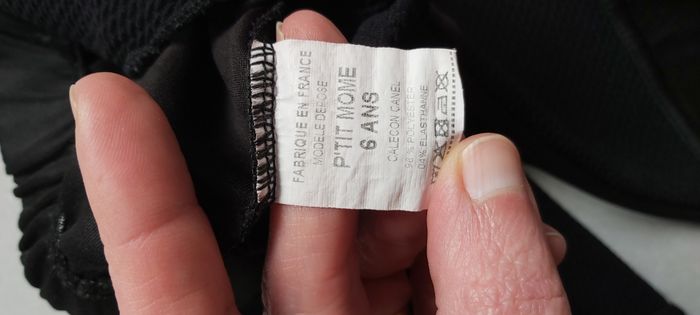 FABRIQUE EN FRANCE
MODELE DEPOSE
P'TIT MOME
6 ANS
CALECON CANEL
96% POLYESTER
04% ELASTHANNE